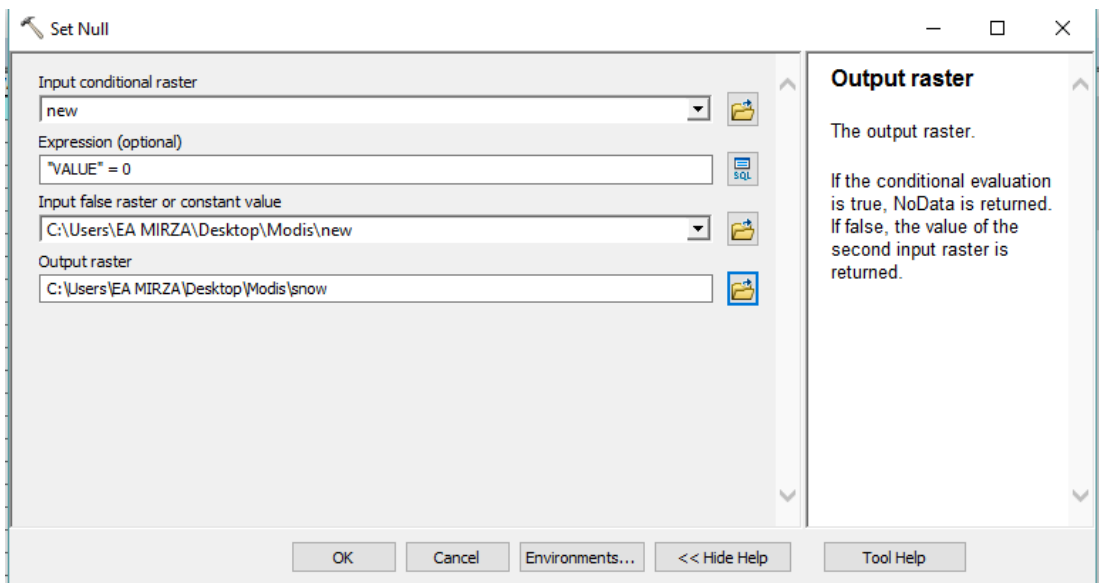 Set Null
Input conditional raster
new
Expression (optional)
"VALUE" = 0
SQL
Input false raster or constant value
C:\Users\EA MIRZA\Desktop\Modis\new
Output raster
C:\Users\EA MIRZA\Desktop\Modis\snow
OK
Cancel
Environments...
<< Hide Help
Output raster
The output raster.
If the conditional evaluation
is true, NoData is returned.
If false, the value of the
second input raster is
returned.
Tool Help